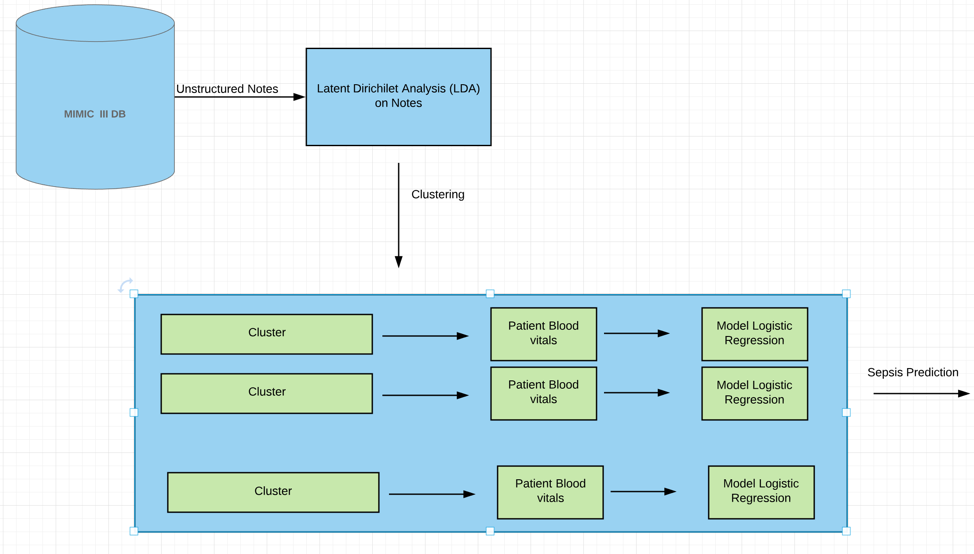 Unstructured Notes
MIMIC III DB
Latent Dirichilet Analysis (LDA)
on Notes
Clustering
Cluster
Patient Blood
vitals
Model Logistic
Regression
Cluster
Patient Blood
vitals
Model Logistic
Regression
Sepsis Prediction
Cluster
Patient Blood
vitals
Model Logistic
Regression